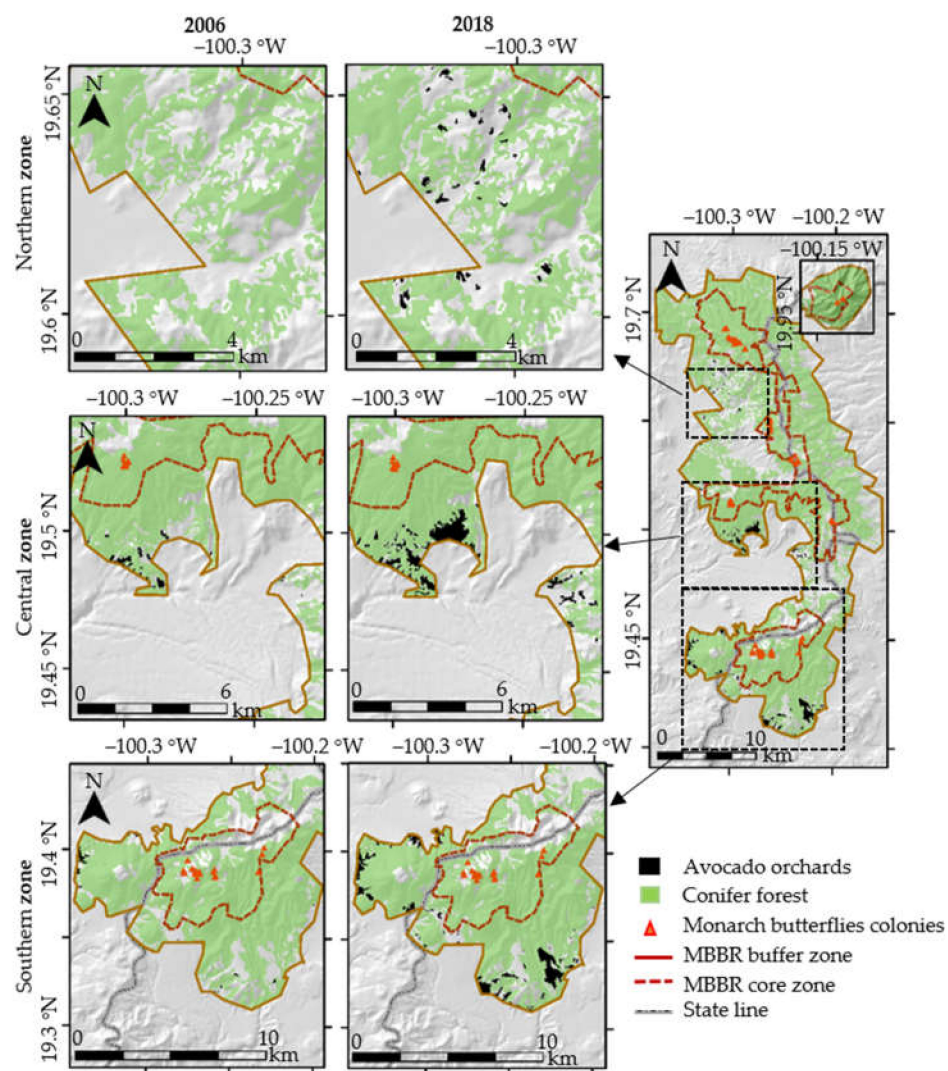 2006
2018
−100.3 °W
−100.3 °W
Northern zone
19.65 °N
19.6 °N
N
0
4
km
0
4
km
−100.3 °W
−100.25 °W
−100.3 °W
−100.25 °W
Central zone
19.5 °N
19.45 °N
N
0
6
km
0
6
km
−100.3 °W
−100.2 °W
−100.3 °W
−100.2 °W
Southern zone
19.4 °N
19.3 °N
N
0
10
km
0
10
km
−100.3 °W
−100.2 °W
−100.15 °W
N
19.7 °N
19.93 °N
19.45 °N
0
10
km
Avocado orchards
Conifer forest
Monarch butterflies colonies
MBBR buffer zone
MBBR core zone
State line